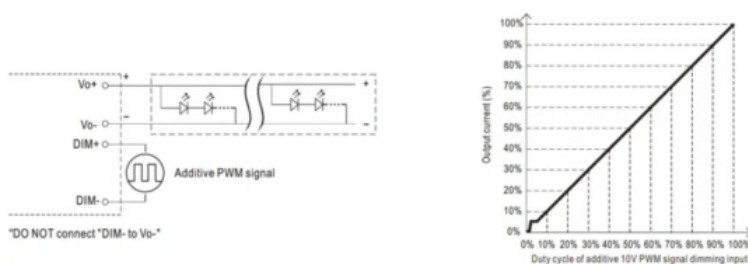 Vo+
+
+
Vo-
−
−
DIM+
Additive PWM signal
DIM-
"DO NOT connect "DIM- to Vo-"
Output current (%)
100%
90%
80%
70%
60%
50%
40%
30%
20%
10%
0%
0% 10% 20% 30% 40% 50% 60% 70% 80% 90% 100%
Duty cycle of additive 10V PWM signal dimming input